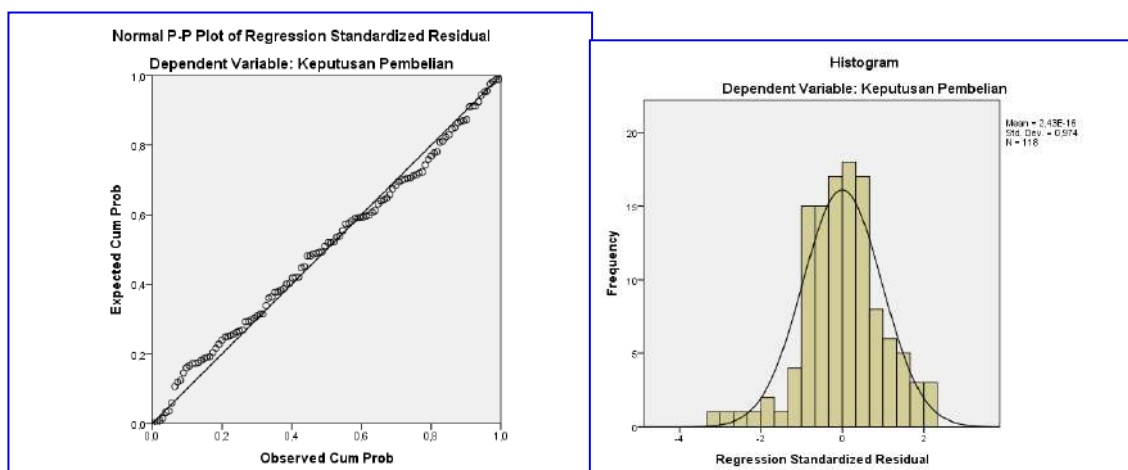 Normal P-P Plot of Regression Standardized Residual
Dependent Variable: Keputusan Pembelian
1,0
0,8
0,6
0,4
0,2
0,0
Expected Cum Prob
0,0 0,2 0,4 0,6 0,8 1,0
Observed Cum Prob
Histogram
Dependent Variable: Keputusan Pembelian
Mean = 2,43E-16
Std. Dev. = 0,974
N = 118
20
15
10
5
0
Frequency
-4 -2 0 2
Regression Standardized Residual